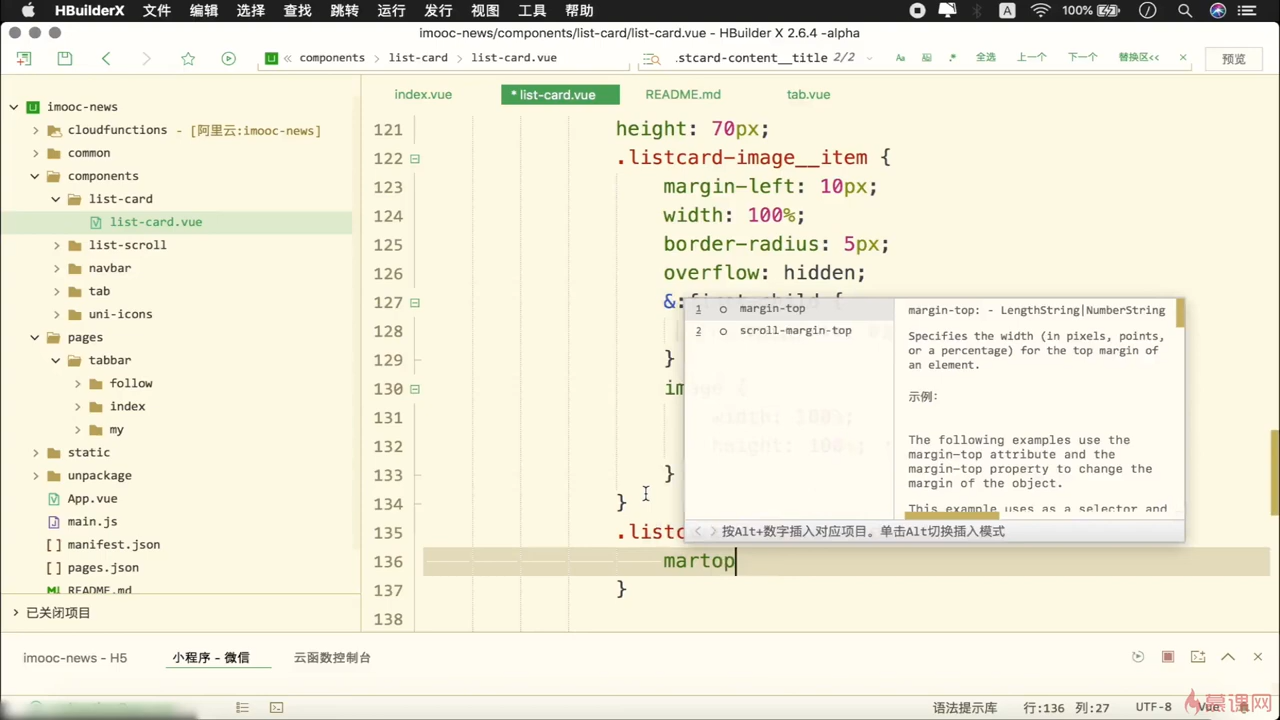 HBuilderX 文件 编辑 选择 查找 跳转 运行 发行 视图 工具 帮助 A 100%
imooc-news/components/list-card/list-card.vue - HBuilder X 2.6.4 -alpha
« components > list-card > list-card.vue .stcard-content__title 2/2 Aa .* 全选 上一个 下一个 替换区<< × 预览
index.vue * list-card.vue README.md tab.vue
imooc-news
cloudfunctions - [阿里云:imooc-news]
common
components
list-card
list-card.vue
list-scroll
navbar
tab
uni-icons
pages
tabbar
follow
index
my
static
unpackage
App.vue
main.js
[ ] manifest.json
[ ] pages.json
README.md
已关闭项目
121 height: 70px;
122 .listcard-image__item {
123 margin-left: 10px;
124 width: 100%;
125 border-radius: 5px;
126 overflow: hidden;
127 &:first-child {
128
129 }
130 image {
131 width: 100%;
132 height: 100%;
133 }
134 }
135 .listc
136 martop
137 }
138
1 margin-top
2 scroll-margin-top
margin-top: - LengthString|NumberString
Specifies the width (in pixels, points,
or a percentage) for the top margin of
an element.
示例：
The following examples use the
margin-top attribute and the
margin-top property to change the
margin of the object.
This example uses as a selector and
< > 按Alt+数字插入对应项目。单击Alt切换插入模式
imooc-news - H5 小程序 - 微信 云函数控制台
语法提示库 行:136 列:27 UTF-8 Vue
慕课网